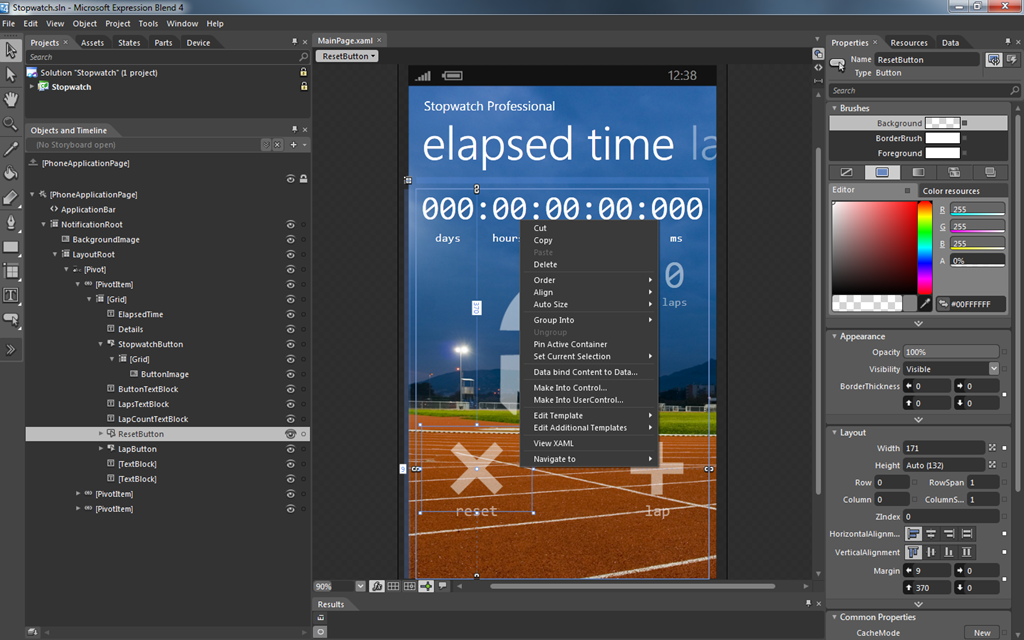 Stopwatch.sln - Microsoft Expression Blend 4
File Edit View Object Project Tools Window Help
Projects Assets States Parts Device
Search
Solution "Stopwatch" (1 project)
Stopwatch
Objects and Timeline
(No Storyboard open)
[PhoneApplicationPage]
[PhoneApplicationPage]
ApplicationBar
NotificationRoot
BackgroundImage
LayoutRoot
[Pivot]
[PivotItem]
[Grid]
ElapsedTime
Details
StopwatchButton
[Grid]
ButtonImage
ButtonTextBlock
LapsTextBlock
LapCountTextBlock
ResetButton
LapButton
[TextBlock]
[TextBlock]
[PivotItem]
[PivotItem]
MainPage.xaml
ResetButton
12:38
Stopwatch Professional
elapsed time la
000:00:00:00:000
days hours ms
0
laps
370
9
reset lap
Cut
Copy
Paste
Delete
Order
Align
Auto Size
Group Into
Ungroup
Pin Active Container
Set Current Selection
Data bind Content to Data...
Make Into Control...
Make Into UserControl...
Edit Template
Edit Additional Templates
View XAML
Navigate to
90%
Results
Properties Resources Data
Name ResetButton
Type Button
Search
Brushes
Background
BorderBrush
Foreground
Editor Color resources
R 255
G 255
B 255
A 0%
#00FFFFFF
Appearance
Opacity 100%
Visibility Visible
BorderThickness 0 0
0 0
Layout
Width 171
Height Auto (132)
Row 0 RowSpan 1
Column 0 ColumnS... 1
ZIndex 0
HorizontalAlignm...
VerticalAlignment
Margin 9 0
370 0
Common Properties
CacheMode New